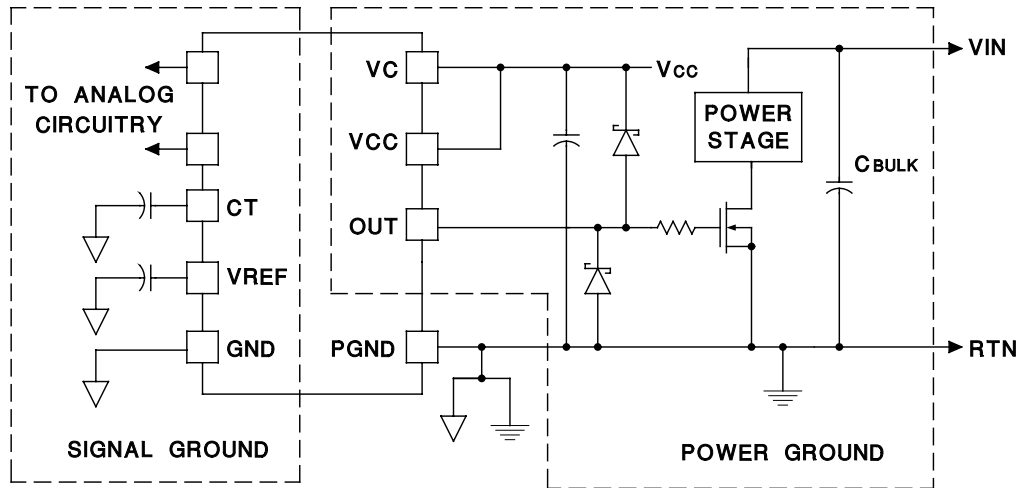 TO ANALOG
CIRCUITRY
CT
VREF
GND
SIGNAL GROUND
VC
VCC
OUT
PGND
VCC
POWER
STAGE
CBULK
VIN
RTN
POWER GROUND